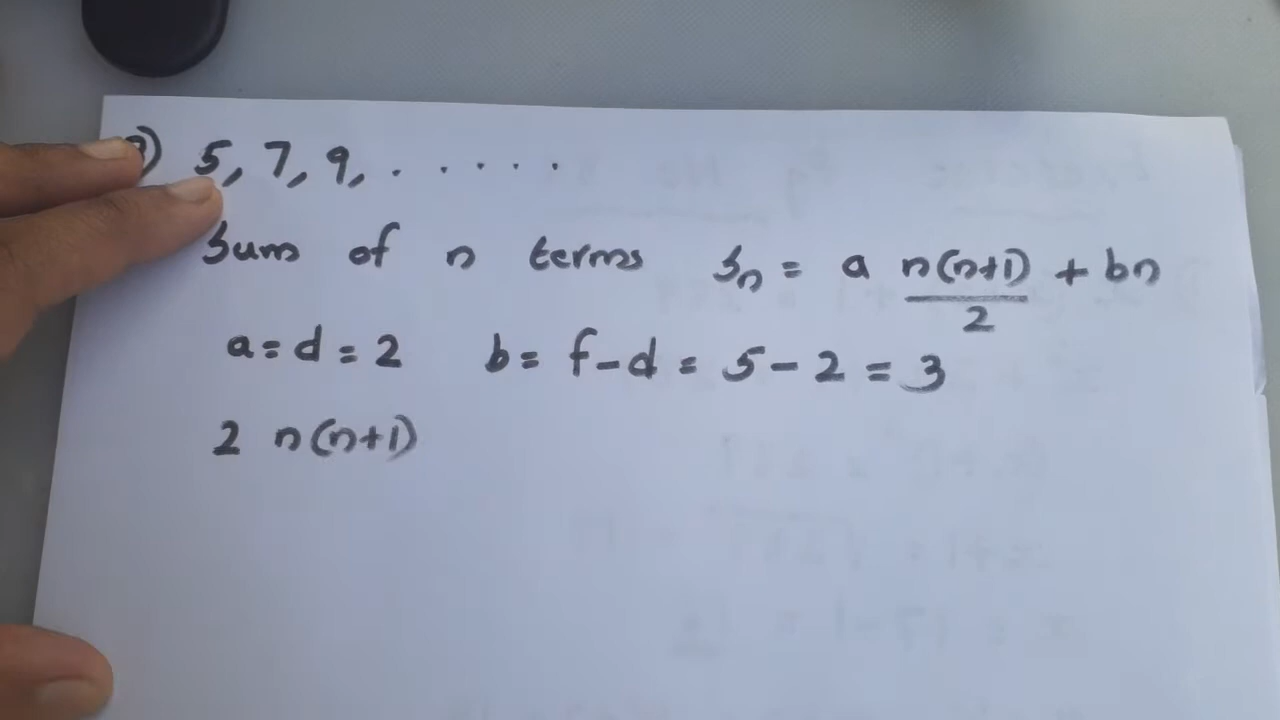 ) 5, 7, 9, . . . . .
Sum of n terms Sn = a n(n+1)/2 + bn
a = d = 2 b = f - d = 5 - 2 = 3
2 n(n+1)